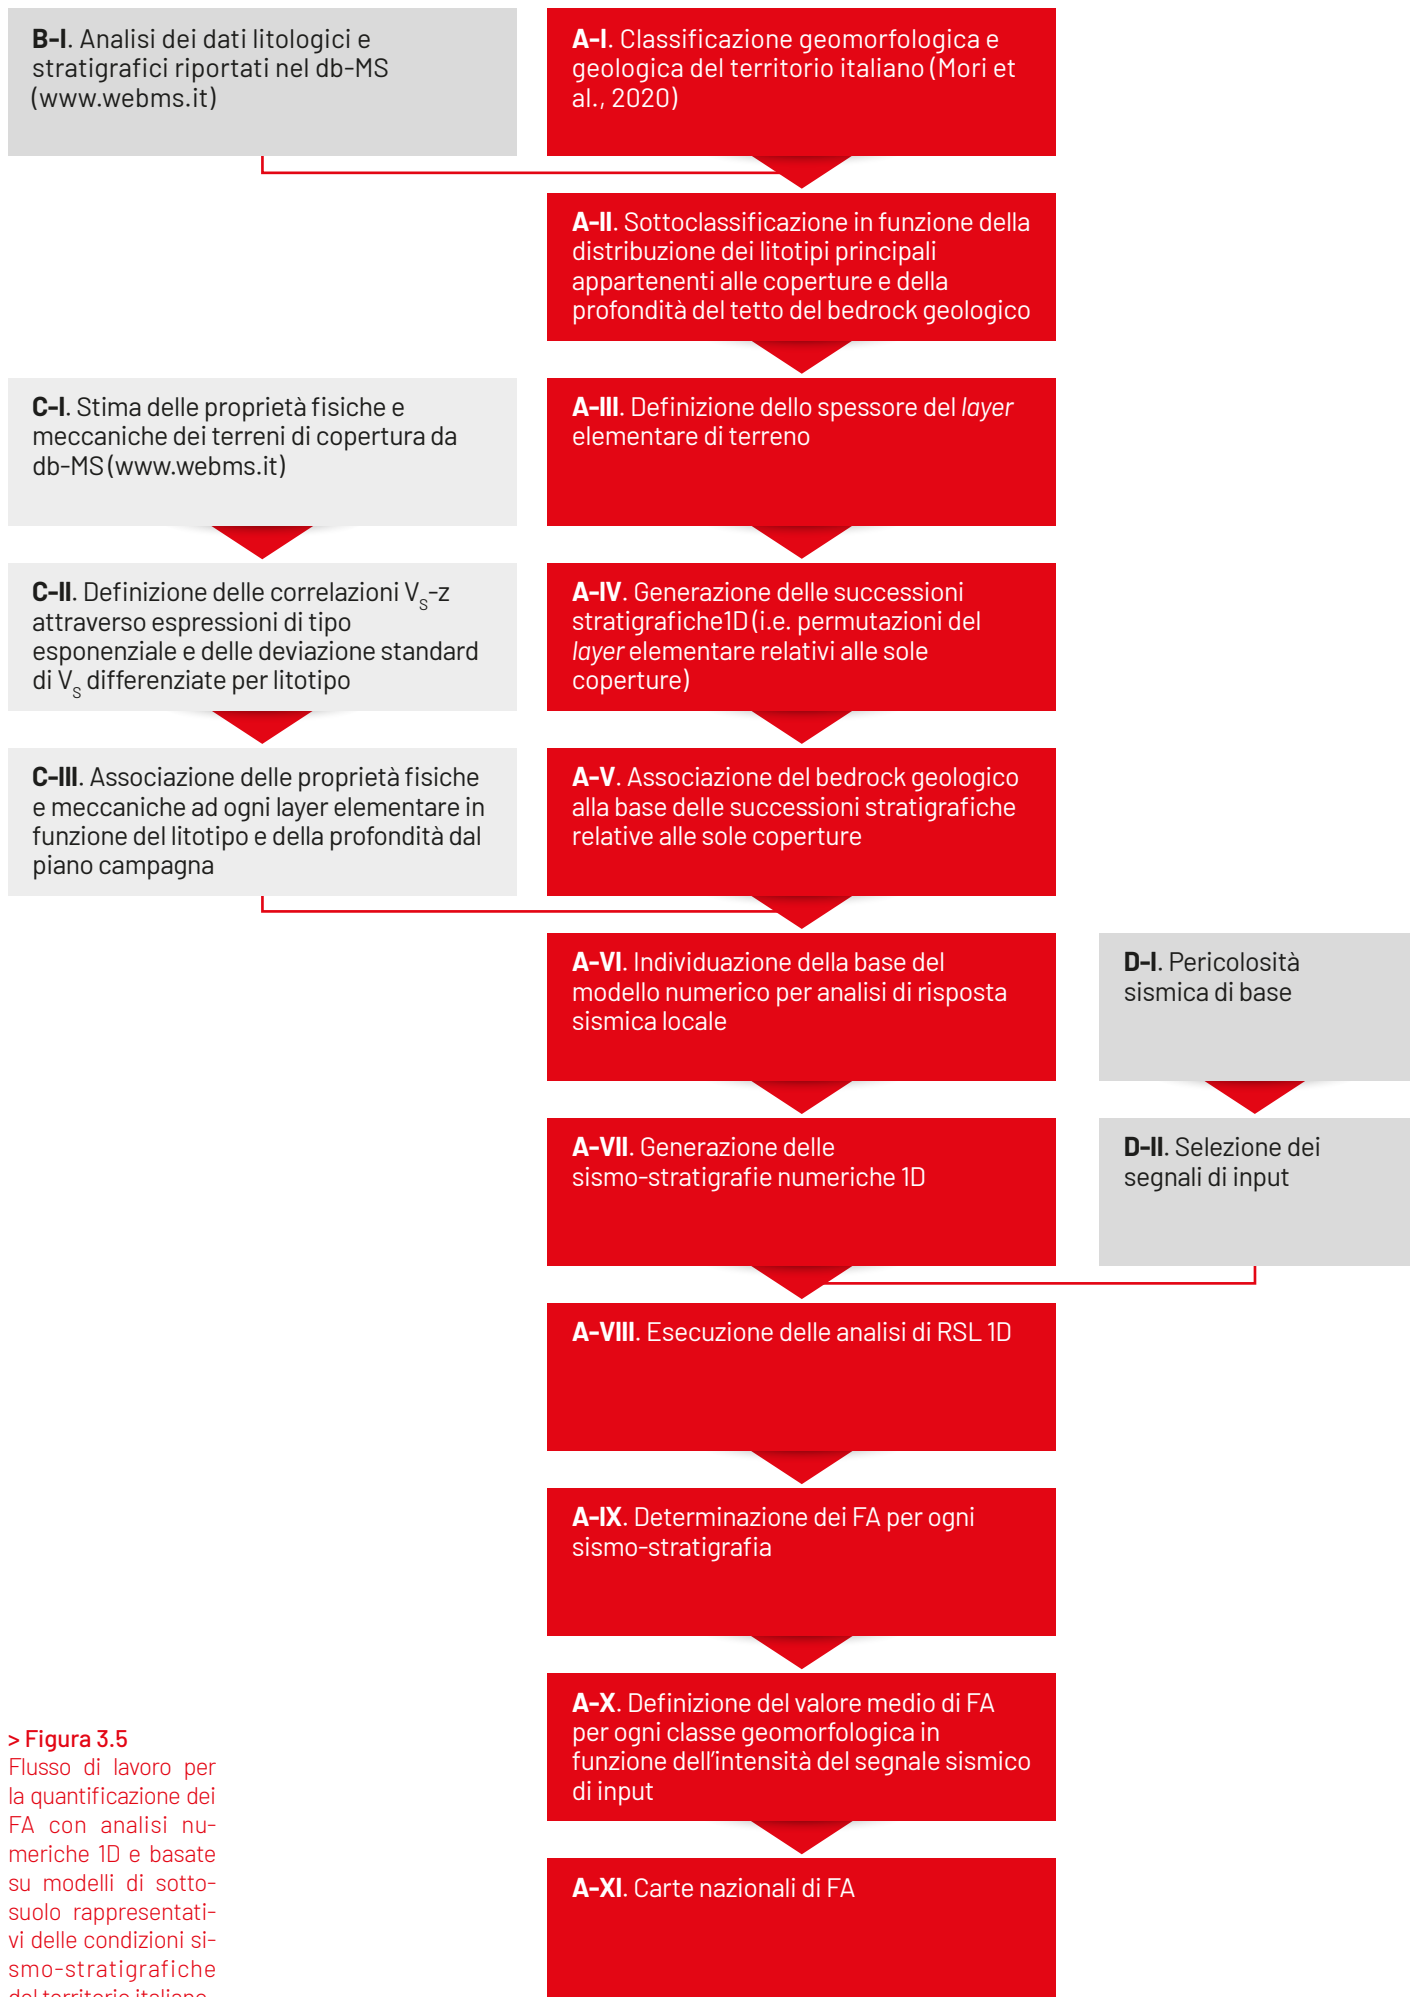 B-I. Analisi dei dati litologici e
stratigrafici riportati nel db-MS
(www.webms.it)
A-I. Classificazione geomorfologica e
geologica del territorio italiano (Mori et
al., 2020)
A-II. Sottoclassificazione in funzione della
distribuzione dei litotipi principali
appartenenti alle coperture e della
profondità del tetto del bedrock geologico
C-I. Stima delle proprietà fisiche e
meccaniche dei terreni di copertura da
db-MS (www.webms.it)
A-III. Definizione dello spessore del layer
elementare di terreno
C-II. Definizione delle correlazioni VS-z
attraverso espressioni di tipo
esponenziale e delle deviazione standard
di VS differenziate per litotipo
A-IV. Generazione delle successioni
stratigrafiche1D (i.e. permutazioni del
layer elementare relativi alle sole
coperture)
C-III. Associazione delle proprietà fisiche
e meccaniche ad ogni layer elementare in
funzione del litotipo e della profondità dal
piano campagna
A-V. Associazione del bedrock geologico
alla base delle successioni stratigrafiche
relative alle sole coperture
A-VI. Individuazione della base del
modello numerico per analisi di risposta
sismica locale
D-I. Pericolosità
sismica di base
A-VII. Generazione delle
sismo-stratigrafie numeriche 1D
D-II. Selezione dei
segnali di input
A-VIII. Esecuzione delle analisi di RSL 1D
A-IX. Determinazione dei FA per ogni
sismo-stratigrafia
A-X. Definizione del valore medio di FA
per ogni classe geomorfologica in
funzione dell'intensità del segnale sismico
di input
A-XI. Carte nazionali di FA
> Figura 3.5
Flusso di lavoro per
la quantificazione dei
FA con analisi nu-
meriche 1D e basate
su modelli di sotto-
suolo rappresentati-
vi delle condizioni si-
smo-stratigrafiche
del territorio italiano